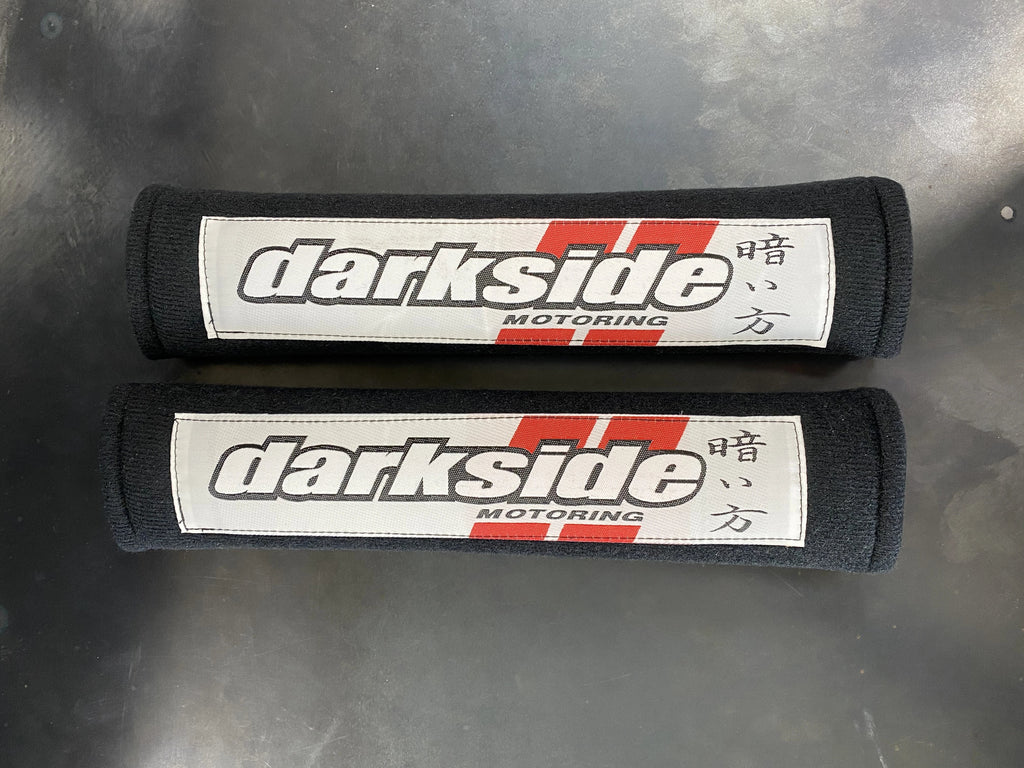 darkside
MOTORING
暗い方
darkside
MOTORING
暗い方